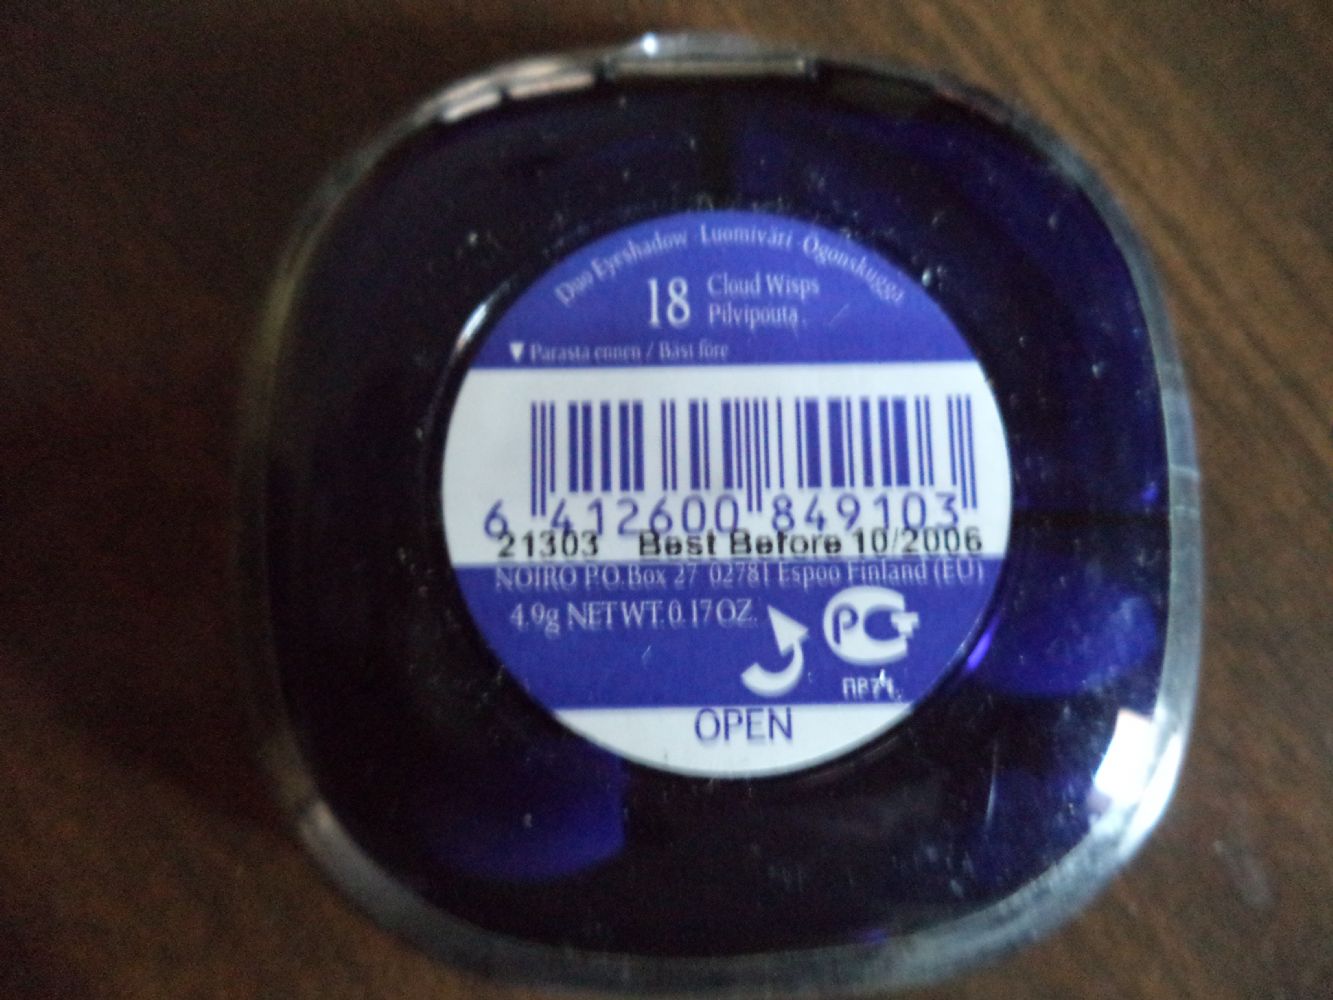 Duo Eyeshadow Luomiväri Ögonskugga
18 Cloud Wisps
Pilvipouta
▼ Parasta ennen / Bäst före
6 412600 849103
21303 Best Before 10/2006
NOIRO P.O.Box 27 02781 Espoo Finland (EU)
4.9g NET WT. 0.17 OZ.
OPEN